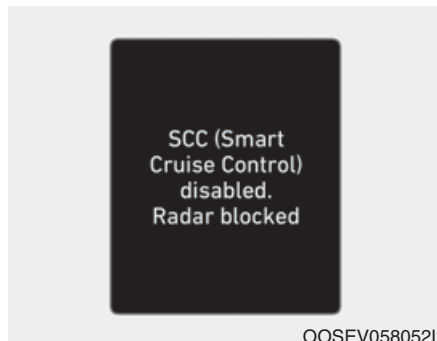 SCC (Smart
Cruise Control)
disabled.
Radar blocked
OOSEV058052L